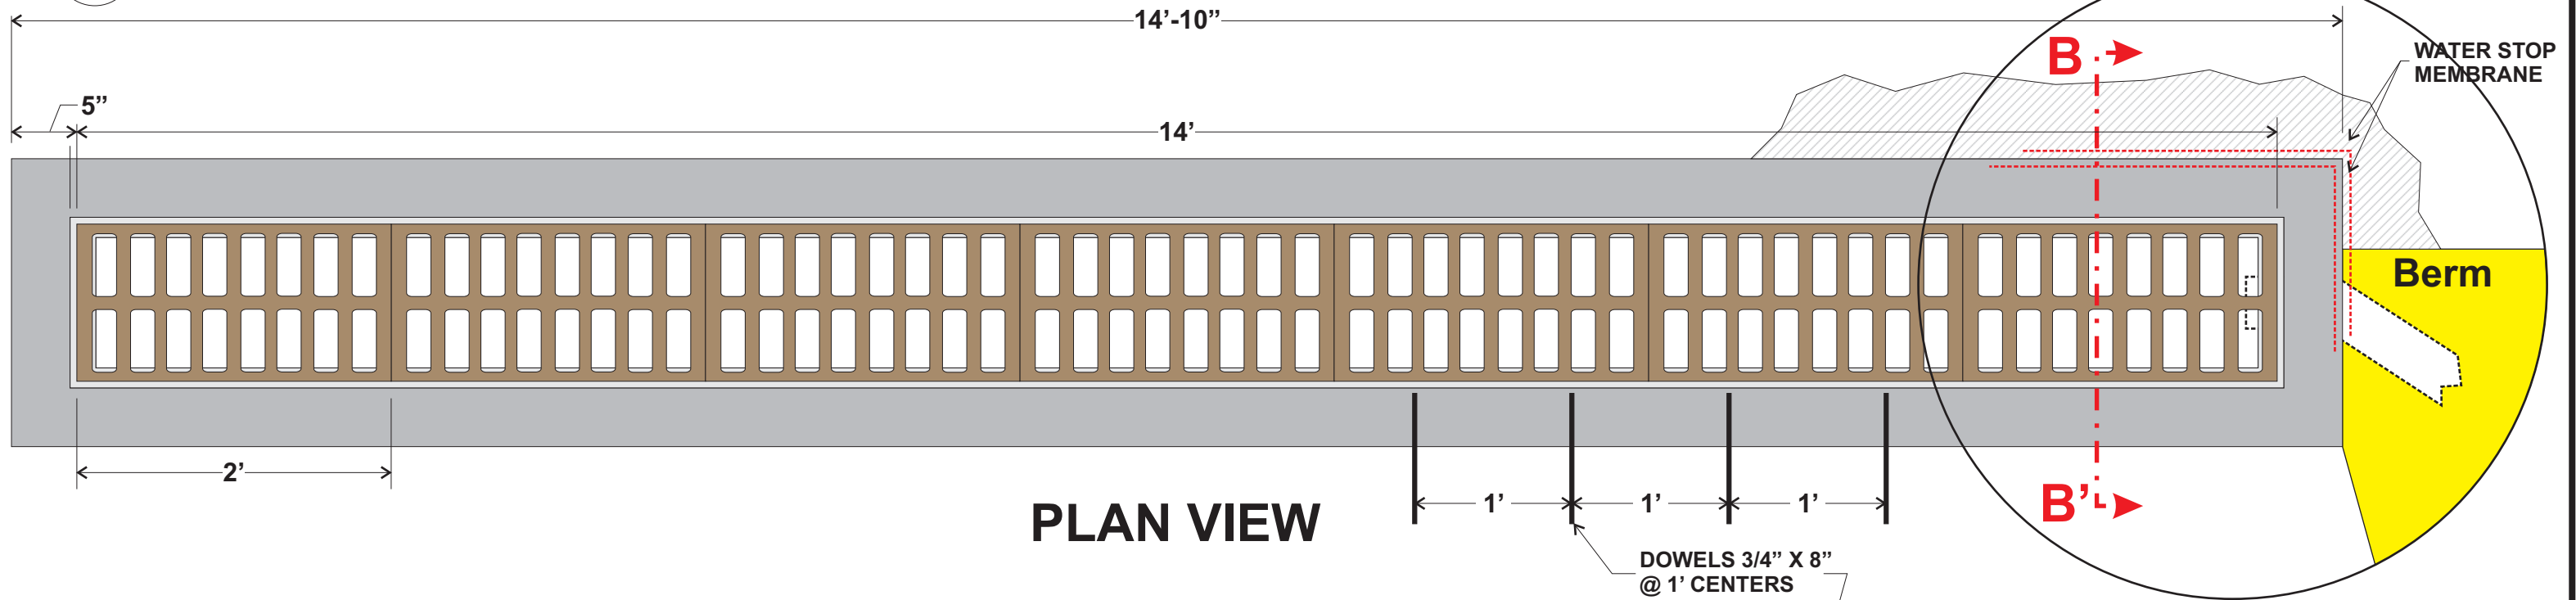 14’-10”
B
WATER STOP
MEMBRANE
5”
14’
Berm
2’
1’ 1’ 1’
B’
PLAN VIEW
DOWELS 3/4” X 8”
@ 1’ CENTERS